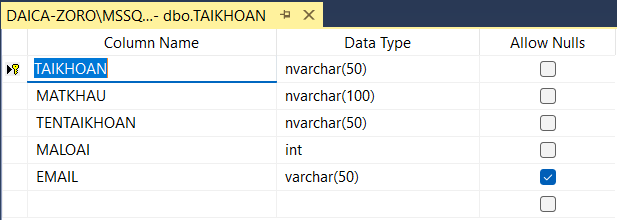 DAICA-ZORO\MSSQ...- dbo.TAIKHOAN
Column Name Data Type Allow Nulls
TAIKHOAN nvarchar(50)
MATKHAU nvarchar(100)
TENTAIKHOAN nvarchar(50)
MALOAI int
EMAIL varchar(50)